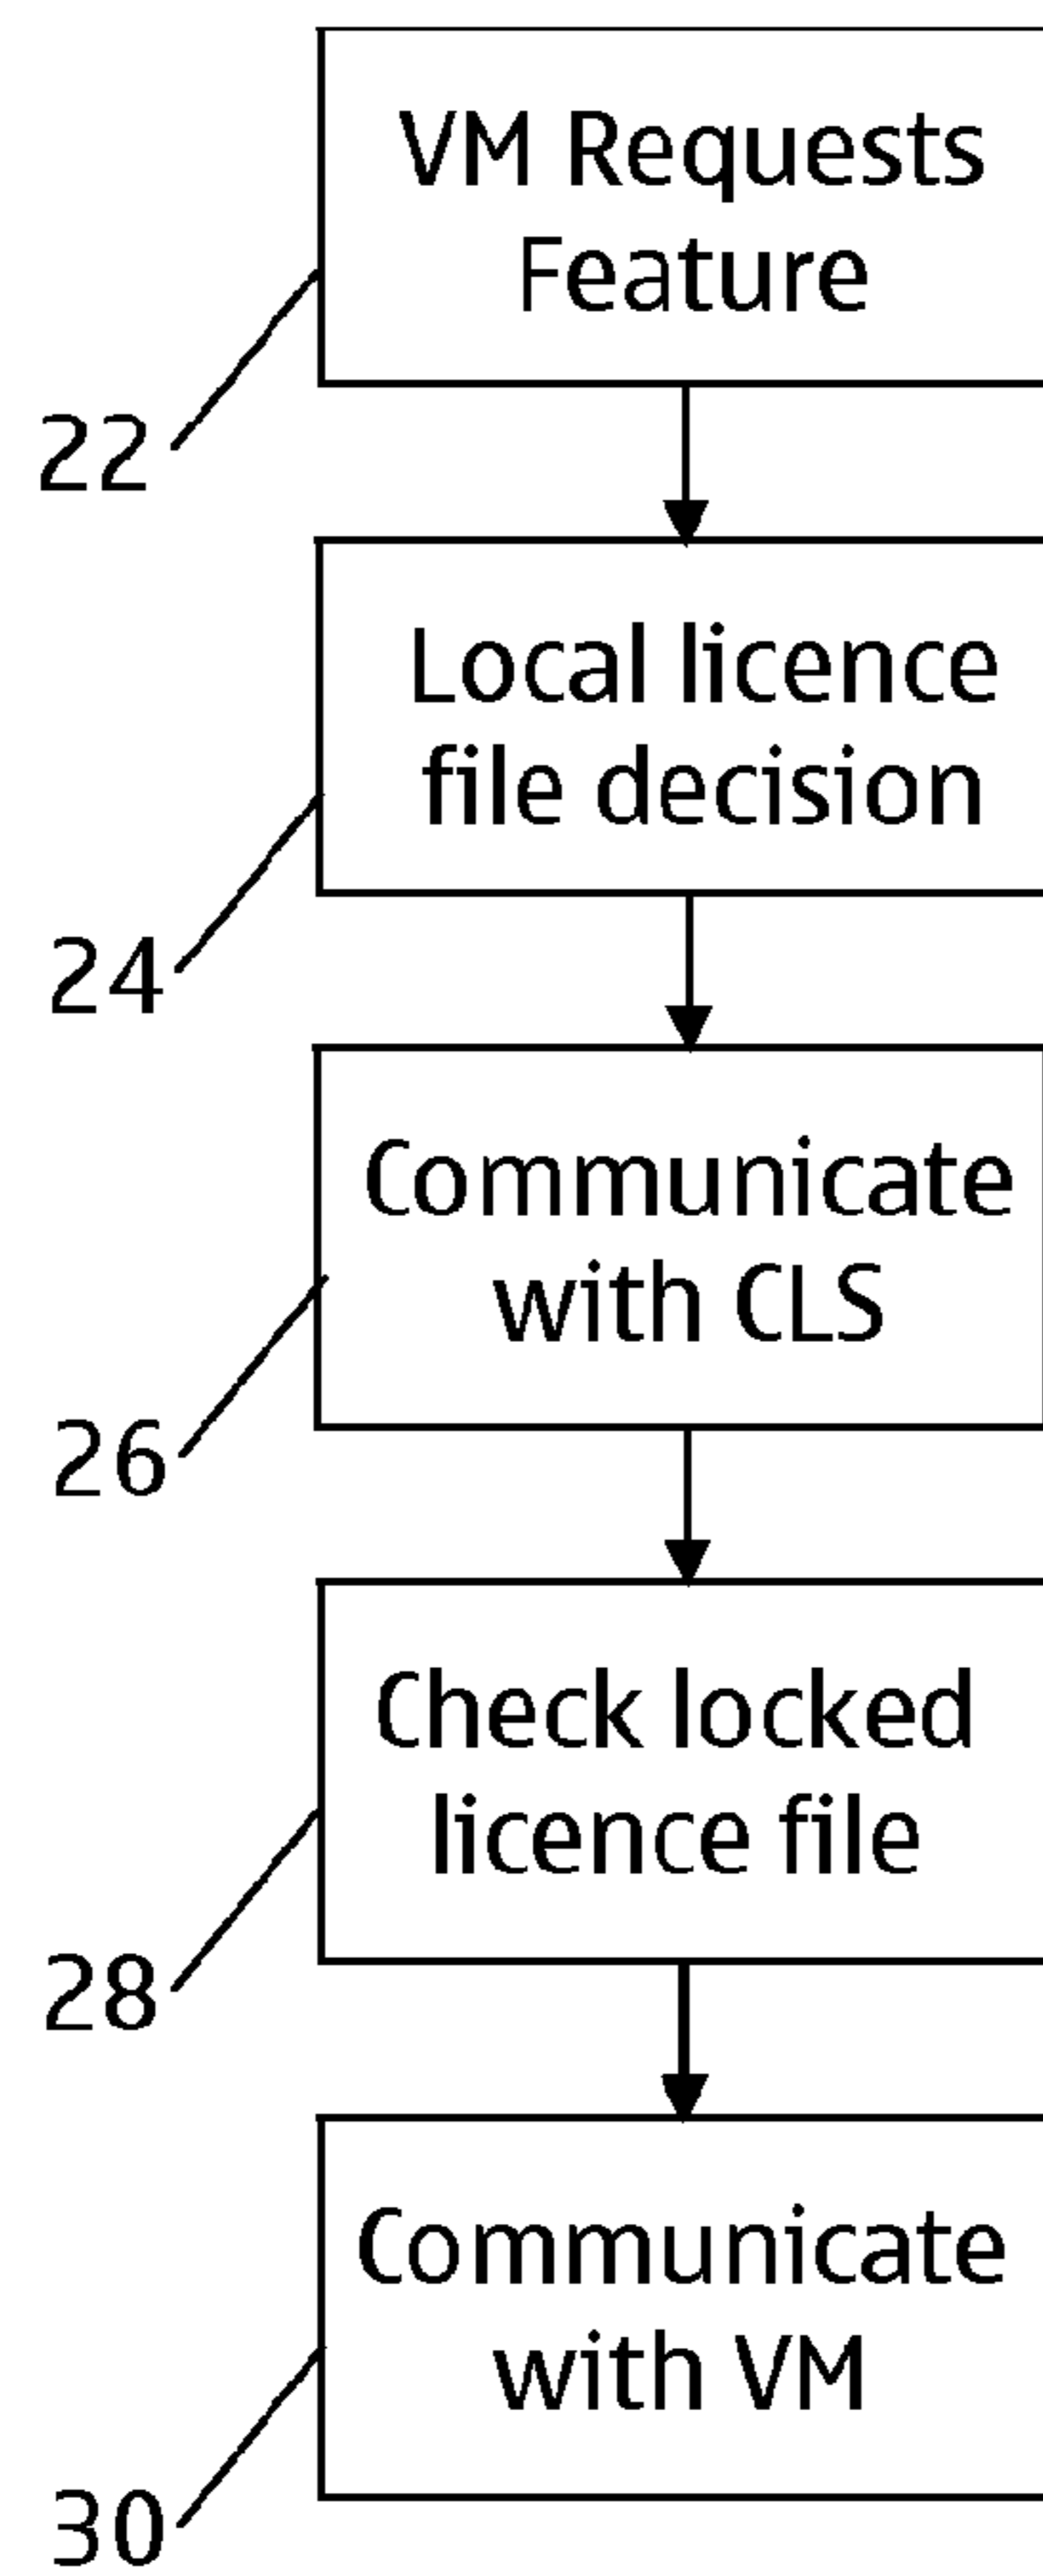 VM Requests
Feature
22
Local licence
file decision
24
Communicate
with CLS
26
Check locked
licence file
28
Communicate
with VM
30